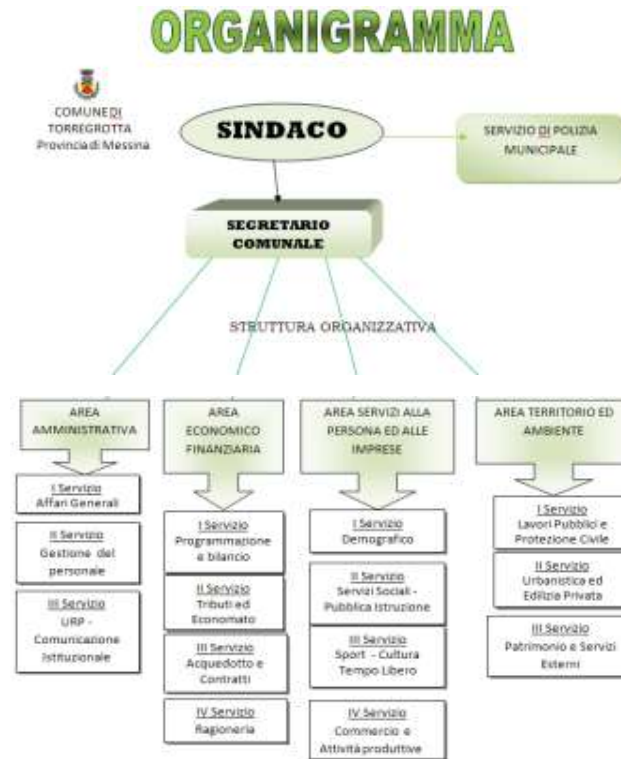 ORGANIGRAMMA
COMUNE DI
TORREGROTTA
Provincia di Messina
SINDACO
SERVIZIO DI POLIZIA
MUNICIPALE
SEGRETARIO
COMUNALE
STRUTTURA ORGANIZZATIVA
AREA
AMMINISTRATIVA
I Servizio
Affari Generali
II Servizio
Gestione del
personale
III Servizio
URP -
Comunicazione
Istituzionale
AREA
ECONOMICO
FINANZIARIA
I Servizio
Programmazione
e bilancio
II Servizio
Tributi ed
Economato
III Servizio
Acquedotto e
Contratti
IV Servizio
Ragioneria
AREA SERVIZI ALLA
PERSONA ED ALLE
IMPRESE
I Servizio
Demografico
II Servizio
Servizi Sociali -
Pubblica Istruzione
III Servizio
Sport - Cultura
Tempo Libero
IV Servizio
Commercio e
Attività produttive
AREA TERRITORIO ED
AMBIENTE
I Servizio
Lavori Pubblici e
Protezione Civile
II Servizio
Urbanistica ed
Edilizia Privata
III Servizio
Patrimonio e Servizi
Esterni